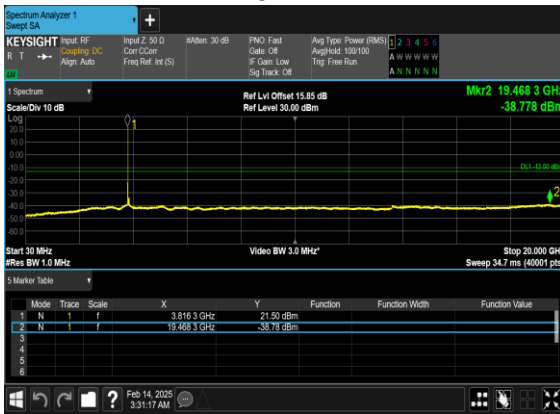 Spectrum Analyzer 1
Swept SA
+
KEYSIGHT Input: RF Input Z: 50 Ω #Atten: 30 dB PNO: Fast Avg Type: Power (RMS) 1 2 3 4 5 6
R T Coupling: DC Corr CCorr Gate: Off Avg|Hold: 100/100 A W W W W W
Align: Auto Freq Ref: Int (S) IF Gain: Low Trig: Free Run
Sig Track: Off A N N N N N
1 Spectrum
Scale/Div 10 dB
Ref Lvl Offset 15.85 dB
Ref Level 30.00 dBm
Mkr2 19.468 3 GHz
-38.778 dBm
Log
20.0
10.0
0.00
-10.0
-20.0
-30.0
-40.0
-50.0
-60.0
1
DL1 -13.00 dBm
2
Start 30 MHz Video BW 3.0 MHz* Stop 20.000 GHz
#Res BW 1.0 MHz Sweep 34.7 ms (40001 pts)
5 Marker Table
Mode Trace Scale X Y Function Function Width Function Value
1 N 1 f 3.816 3 GHz 21.50 dBm
2 N 1 f 19.468 3 GHz -38.78 dBm
3
4
5
6
? Feb 14, 2025
3:31:17 AM